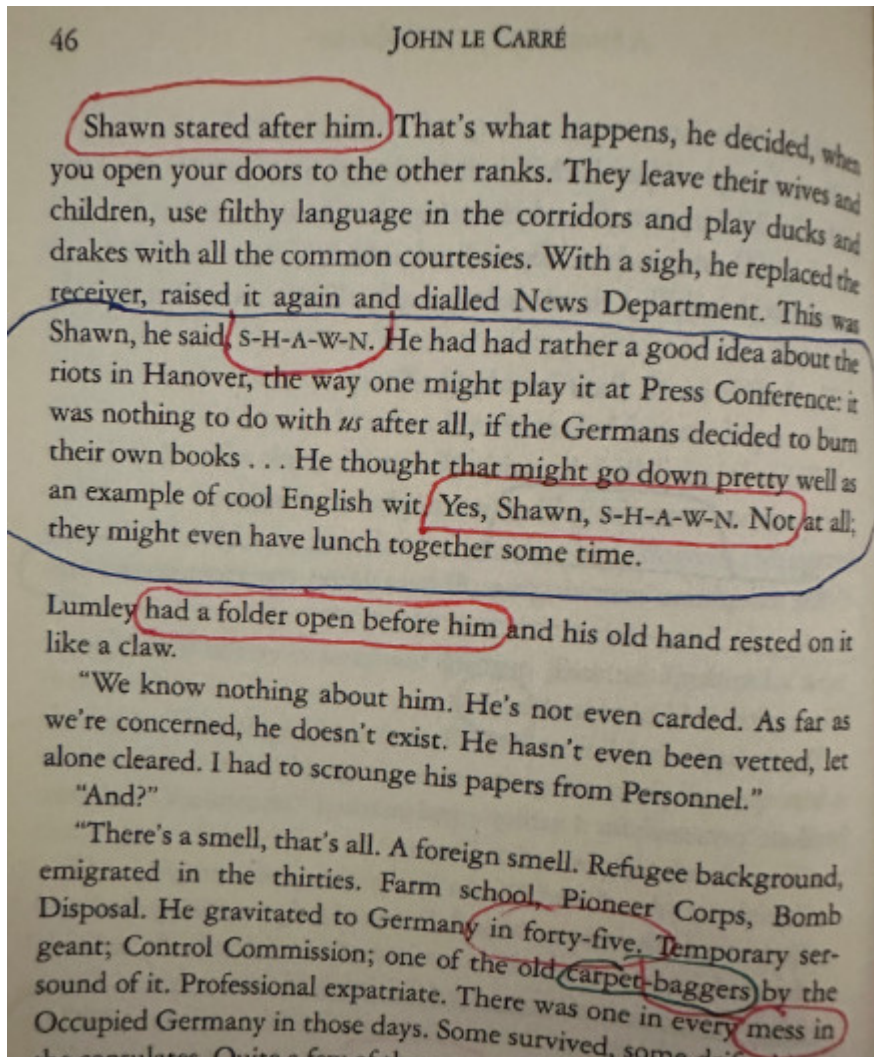 46
JOHN LE CARRÉ
Shawn stared after him. That's what happens, he decided, when
you open your doors to the other ranks. They leave their wives and
children, use filthy language in the corridors and play ducks and
drakes with all the common courtesies. With a sigh, he replaced the
receiver, raised it again and dialled News Department. This was
Shawn, he said, S-H-A-W-N. He had had rather a good idea about the
riots in Hanover, the way one might play it at Press Conference: it
was nothing to do with us after all, if the Germans decided to burn
their own books . . . He thought that might go down pretty well as
an example of cool English wit. Yes, Shawn, S-H-A-W-N. Not at all;
they might even have lunch together some time.
Lumley had a folder open before him and his old hand rested on it
like a claw.
"We know nothing about him. He's not even carded. As far as
we're concerned, he doesn't exist. He hasn't even been vetted, let
alone cleared. I had to scrounge his papers from Personnel."
"And?"
"There's a smell, that's all. A foreign smell. Refugee background,
emigrated in the thirties. Farm school, Pioneer Corps, Bomb
Disposal. He gravitated to Germany in forty-five. Temporary ser-
geant; Control Commission; one of the old carpet-baggers by the
sound of it. Professional expatriate. There was one in every mess in
Occupied Germany in those days. Some survived, some
the consulates. Quite a few of the